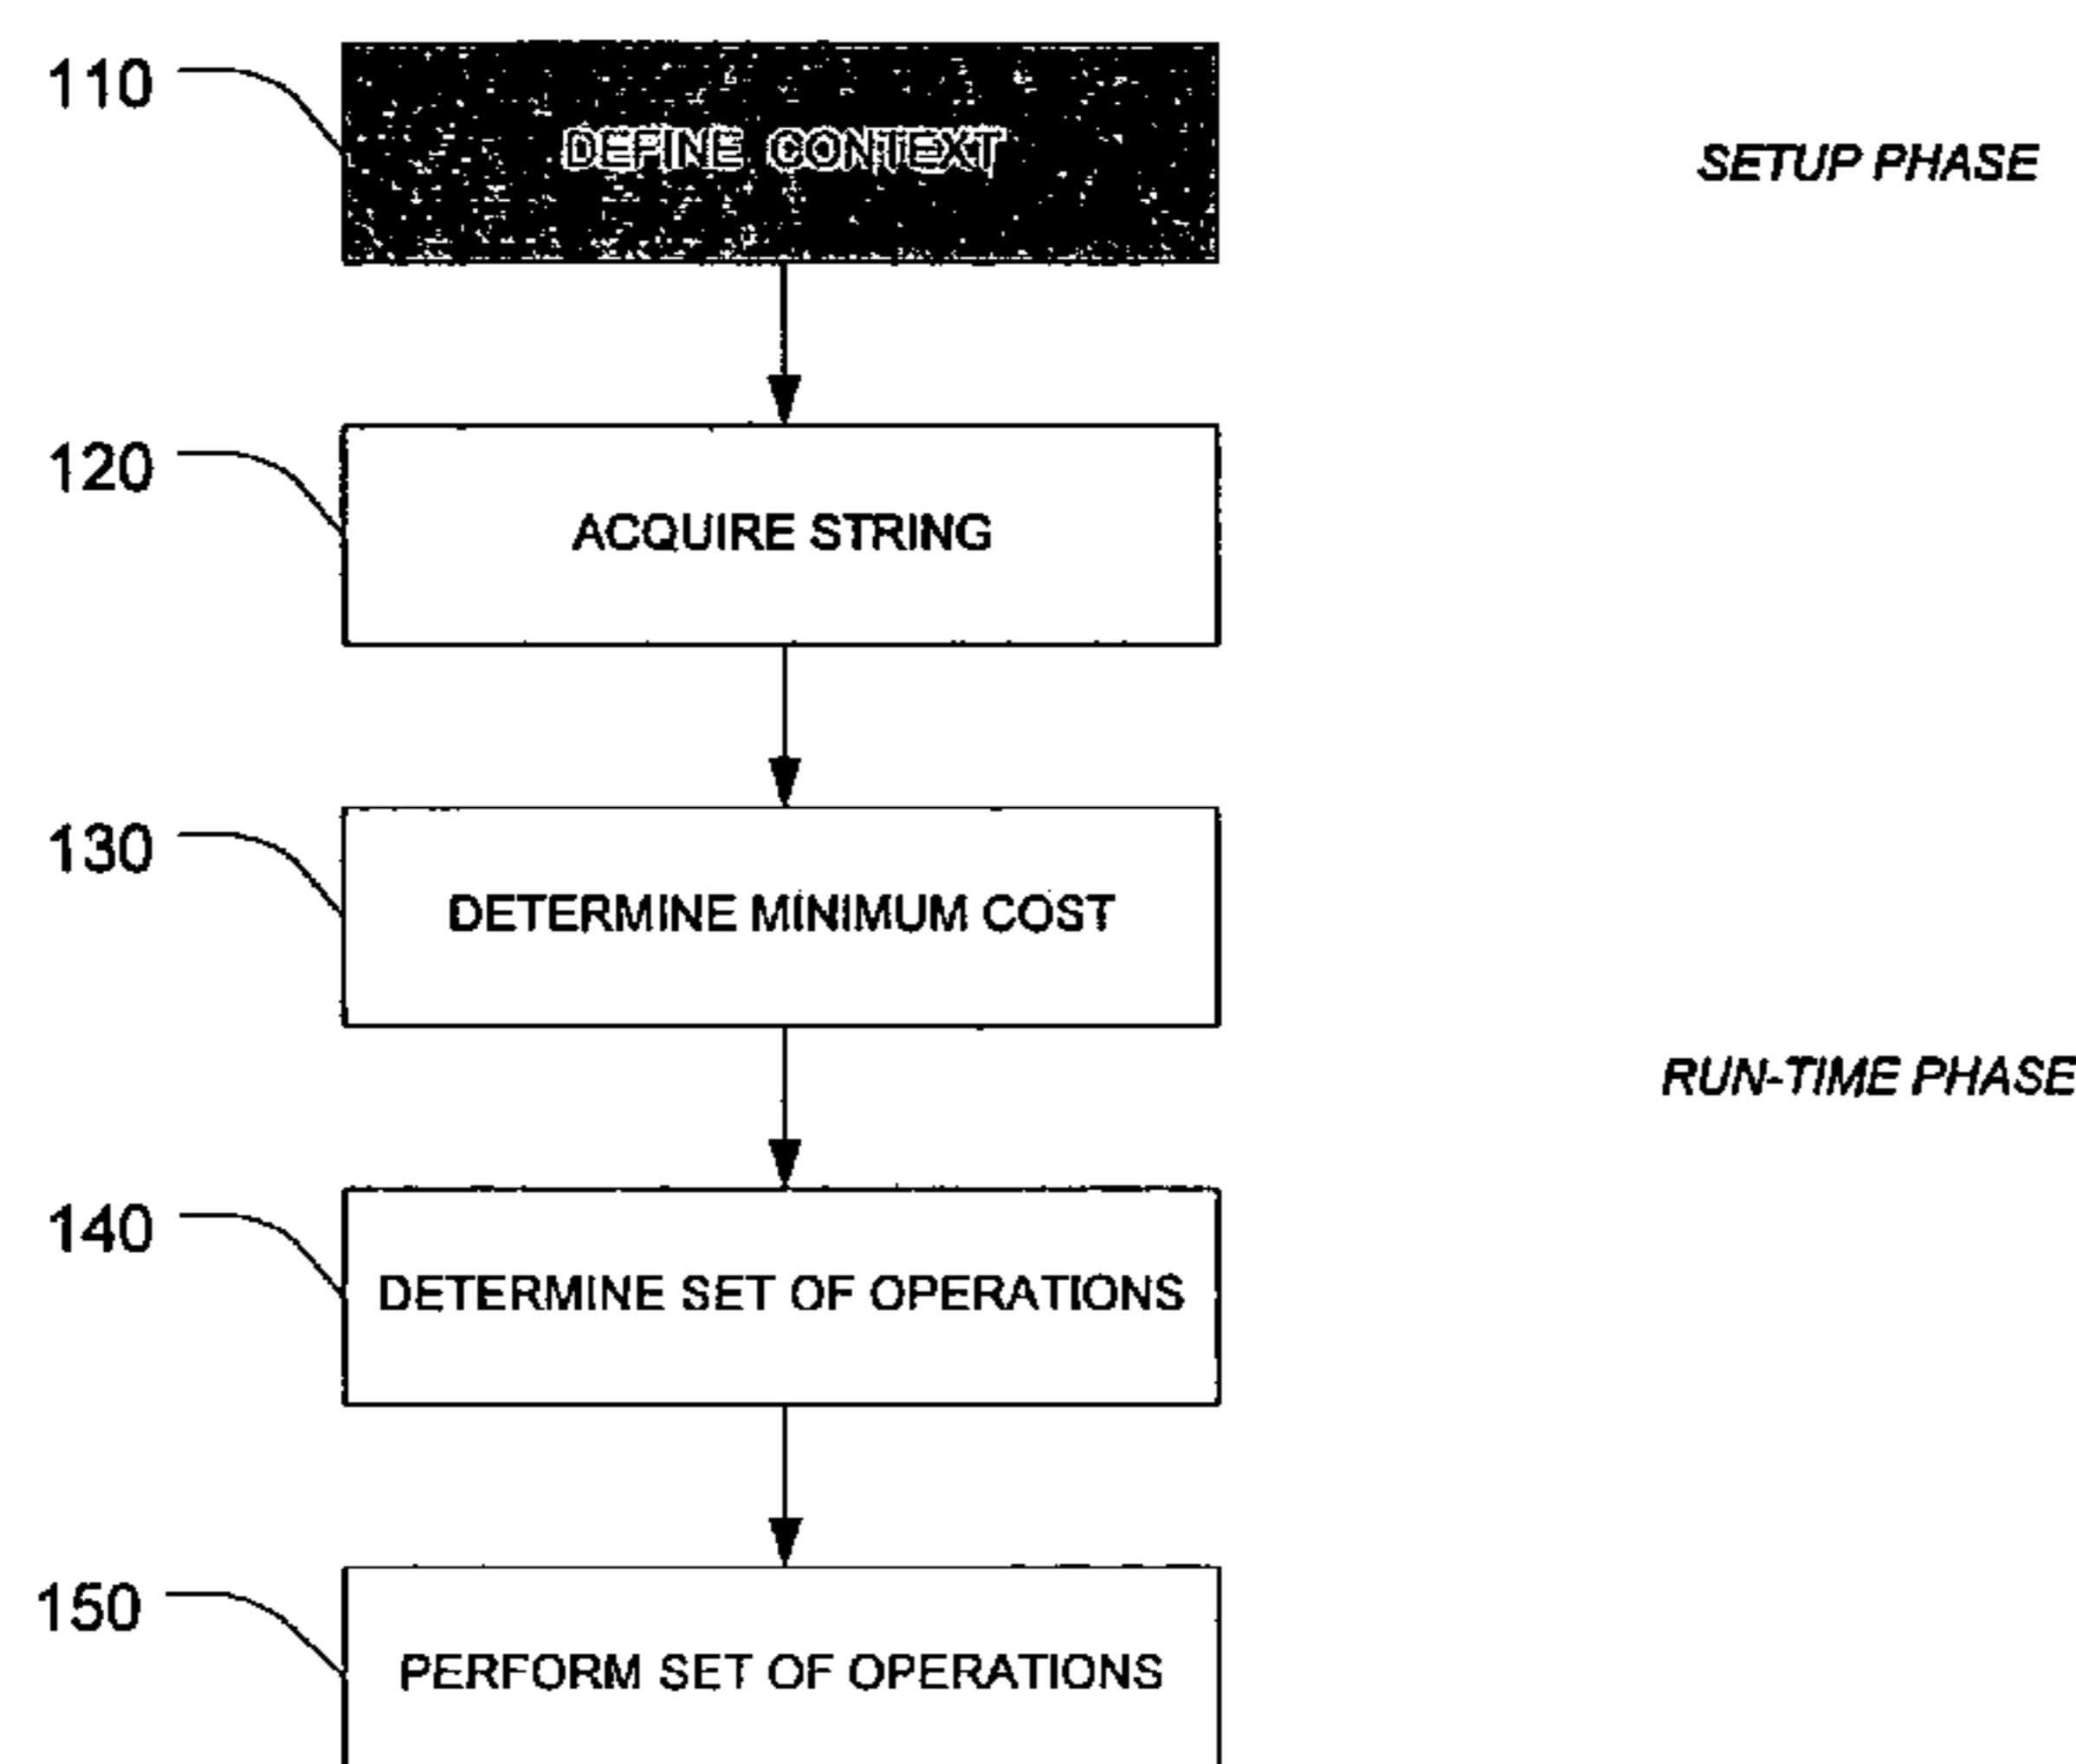 110
DEFINE CONTEXT
SETUP PHASE
120
ACQUIRE STRING
130
DETERMINE MINIMUM COST
RUN-TIME PHASE
140
DETERMINE SET OF OPERATIONS
150
PERFORM SET OF OPERATIONS